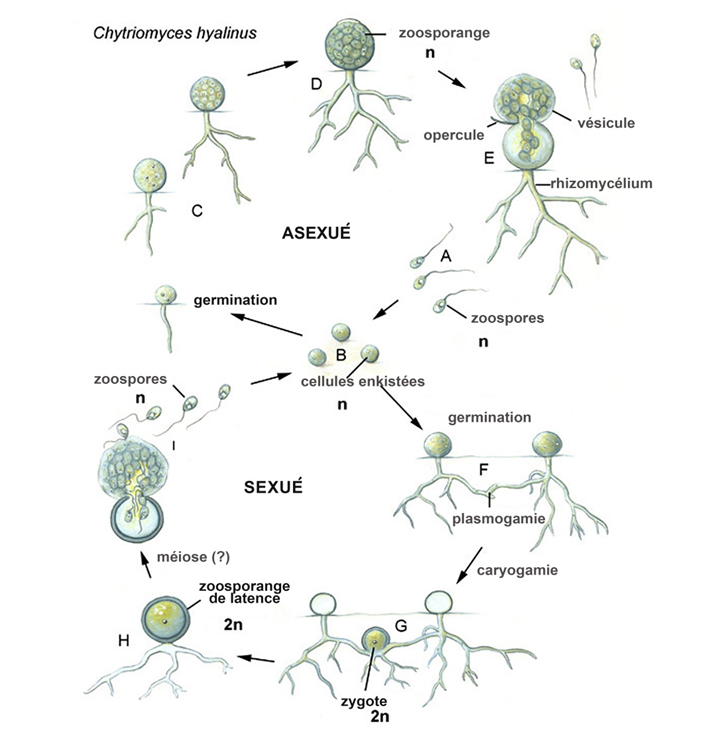 Chytriomyces hyalinus
zoosporange
n
D
opercule
vésicule
E
rhizomycélium
C
ASEXUÉ
A
zoospores
n
germination
B
cellules enkistées
n
zoospores
n
I
germination
F
plasmogamie
SEXUÉ
caryogamie
méiose (?)
zoosporange
de latence
2n
H
G
zygote
2n